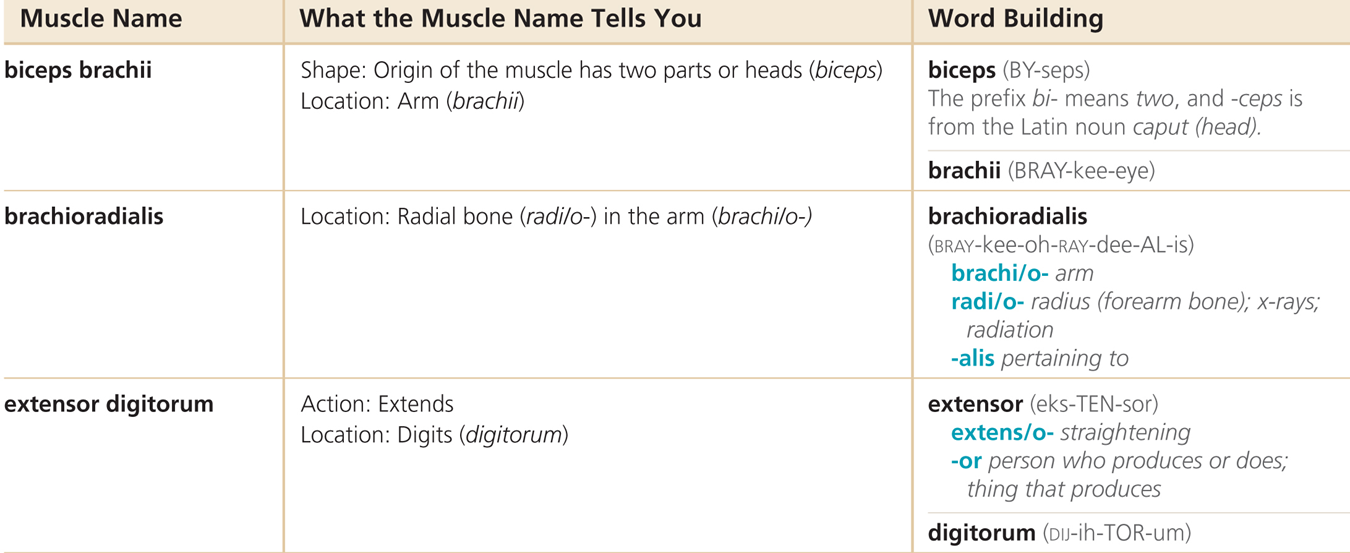 Muscle Name
What the Muscle Name Tells You
Word Building
biceps brachii
Shape: Origin of the muscle has two parts or heads (biceps)
Location: Arm (brachii)
biceps (BY-seps)
The prefix bi- means two, and -ceps is
from the Latin noun caput (head).
brachii (BRAY-kee-eye)
brachioradialis
Location: Radial bone (radi/o-) in the arm (brachi/o-)
brachioradialis
(BRAY-kee-oh-RAY-dee-AL-is)
brachi/o- arm
radi/o- radius (forearm bone); x-rays;
radiation
-alis pertaining to
extensor digitorum
Action: Extends
Location: Digits (digitorum)
extensor (eks-TEN-sor)
extens/o- straightening
-or person who produces or does;
thing that produces
digitorum (DIJ-ih-TOR-um)